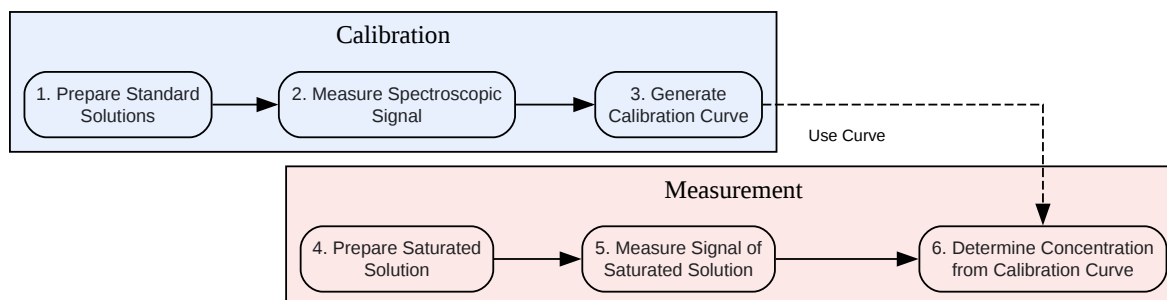 Calibration
1. Prepare Standard
Solutions
2. Measure Spectroscopic
Signal
3. Generate
Calibration Curve
Use Curve
Measurement
4. Prepare Saturated
Solution
5. Measure Signal of
Saturated Solution
6. Determine Concentration
from Calibration Curve